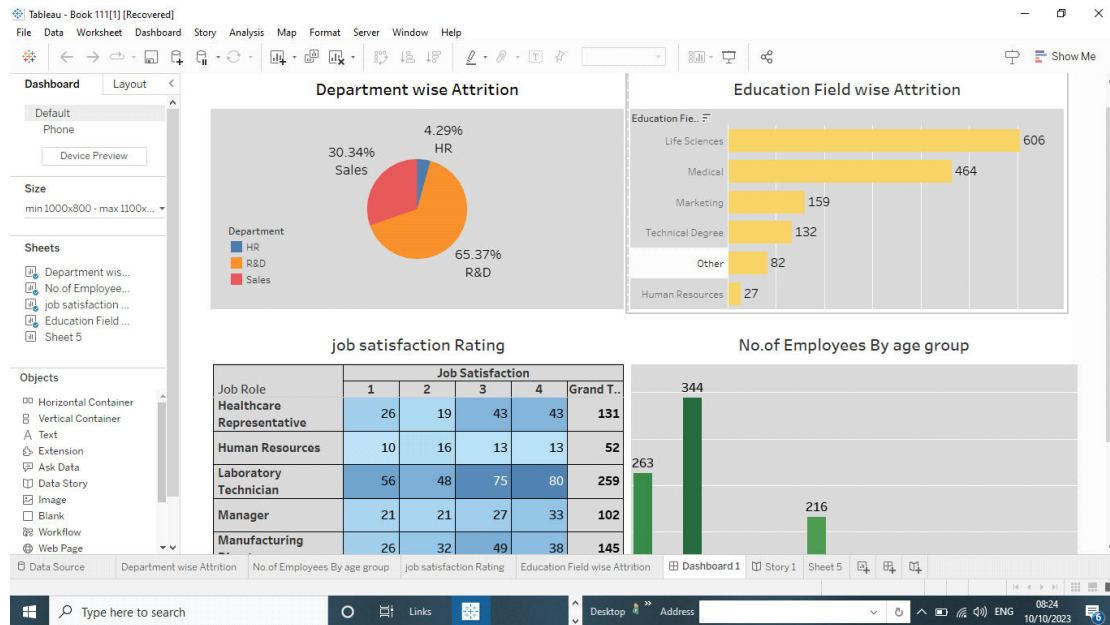 Tableau - Book 111[1] [Recovered]
File Data Worksheet Dashboard Story Analysis Map Format Server Window Help
Show Me
Dashboard Layout
Default
Phone
Device Preview
Size
min 1000x800 - max 1100x...
Sheets
Department wis...
No.of Employee...
job satisfaction ...
Education Field ...
Sheet 5
Objects
Horizontal Container
Vertical Container
Text
Extension
Ask Data
Data Story
Image
Blank
Workflow
Web Page
Department wise Attrition
4.29%
HR
30.34%
Sales
65.37%
R&D
Department
HR
R&D
Sales
Education Field wise Attrition
Education Fie..
Life Sciences 606
Medical 464
Marketing 159
Technical Degree 132
Other 82
Human Resources 27
job satisfaction Rating
Job Satisfaction
Job Role 1 2 3 4 Grand T..
Healthcare
Representative 26 19 43 43 131
Human Resources 10 16 13 13 52
Laboratory
Technician 56 48 75 80 259
Manager 21 21 27 33 102
Manufacturing
26 32 49 38 145
No.of Employees By age group
344
263
216
Data Source Department wise Attrition No.of Employees By age group job satisfaction Rating Education Field wise Attrition Dashboard 1 Story 1 Sheet 5
Type here to search Links Desktop Address ENG 08:24
10/10/2023 6